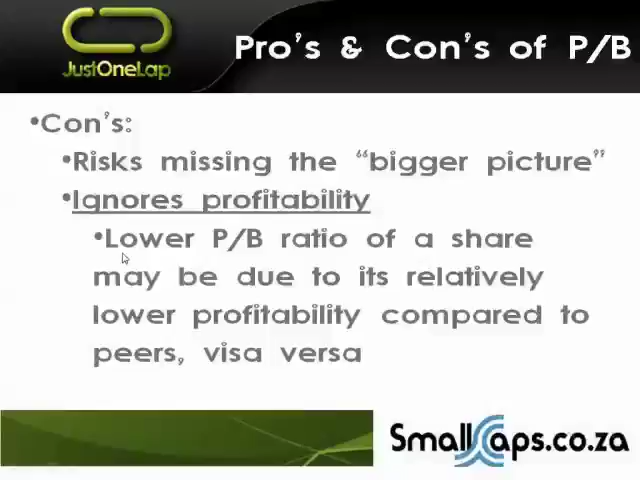 JustOneLap
Pro's & Con's of P/B
•Con's:
•Risks missing the "bigger picture"
•Ignores profitability
•Lower P/B ratio of a share
may be due to its relatively
lower profitability compared to
peers, visa versa
SmallCaps.co.za